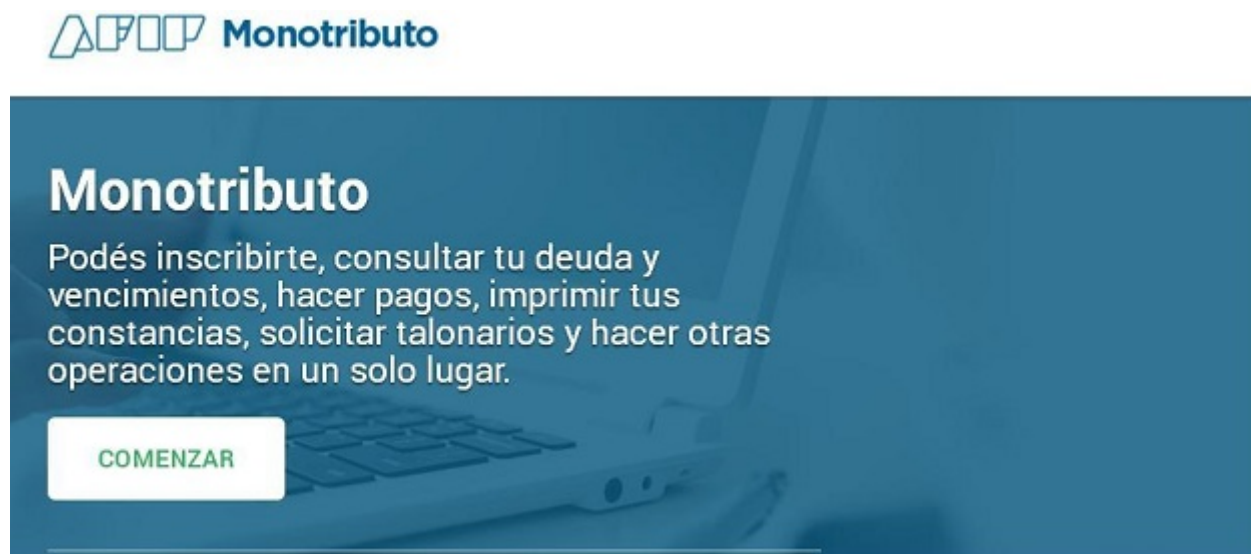 AFIP Monotributo
Monotributo
Podés inscribirte, consultar tu deuda y
vencimientos, hacer pagos, imprimir tus
constancias, solicitar talonarios y hacer otras
operaciones en un solo lugar.
COMENZAR